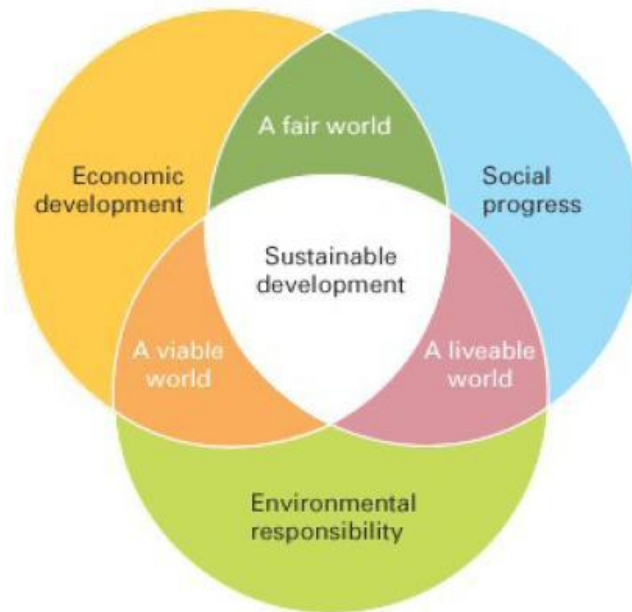 A fair world
Economic
development
Social
progress
Sustainable
development
A viable
world
A liveable
world
Environmental
responsibility